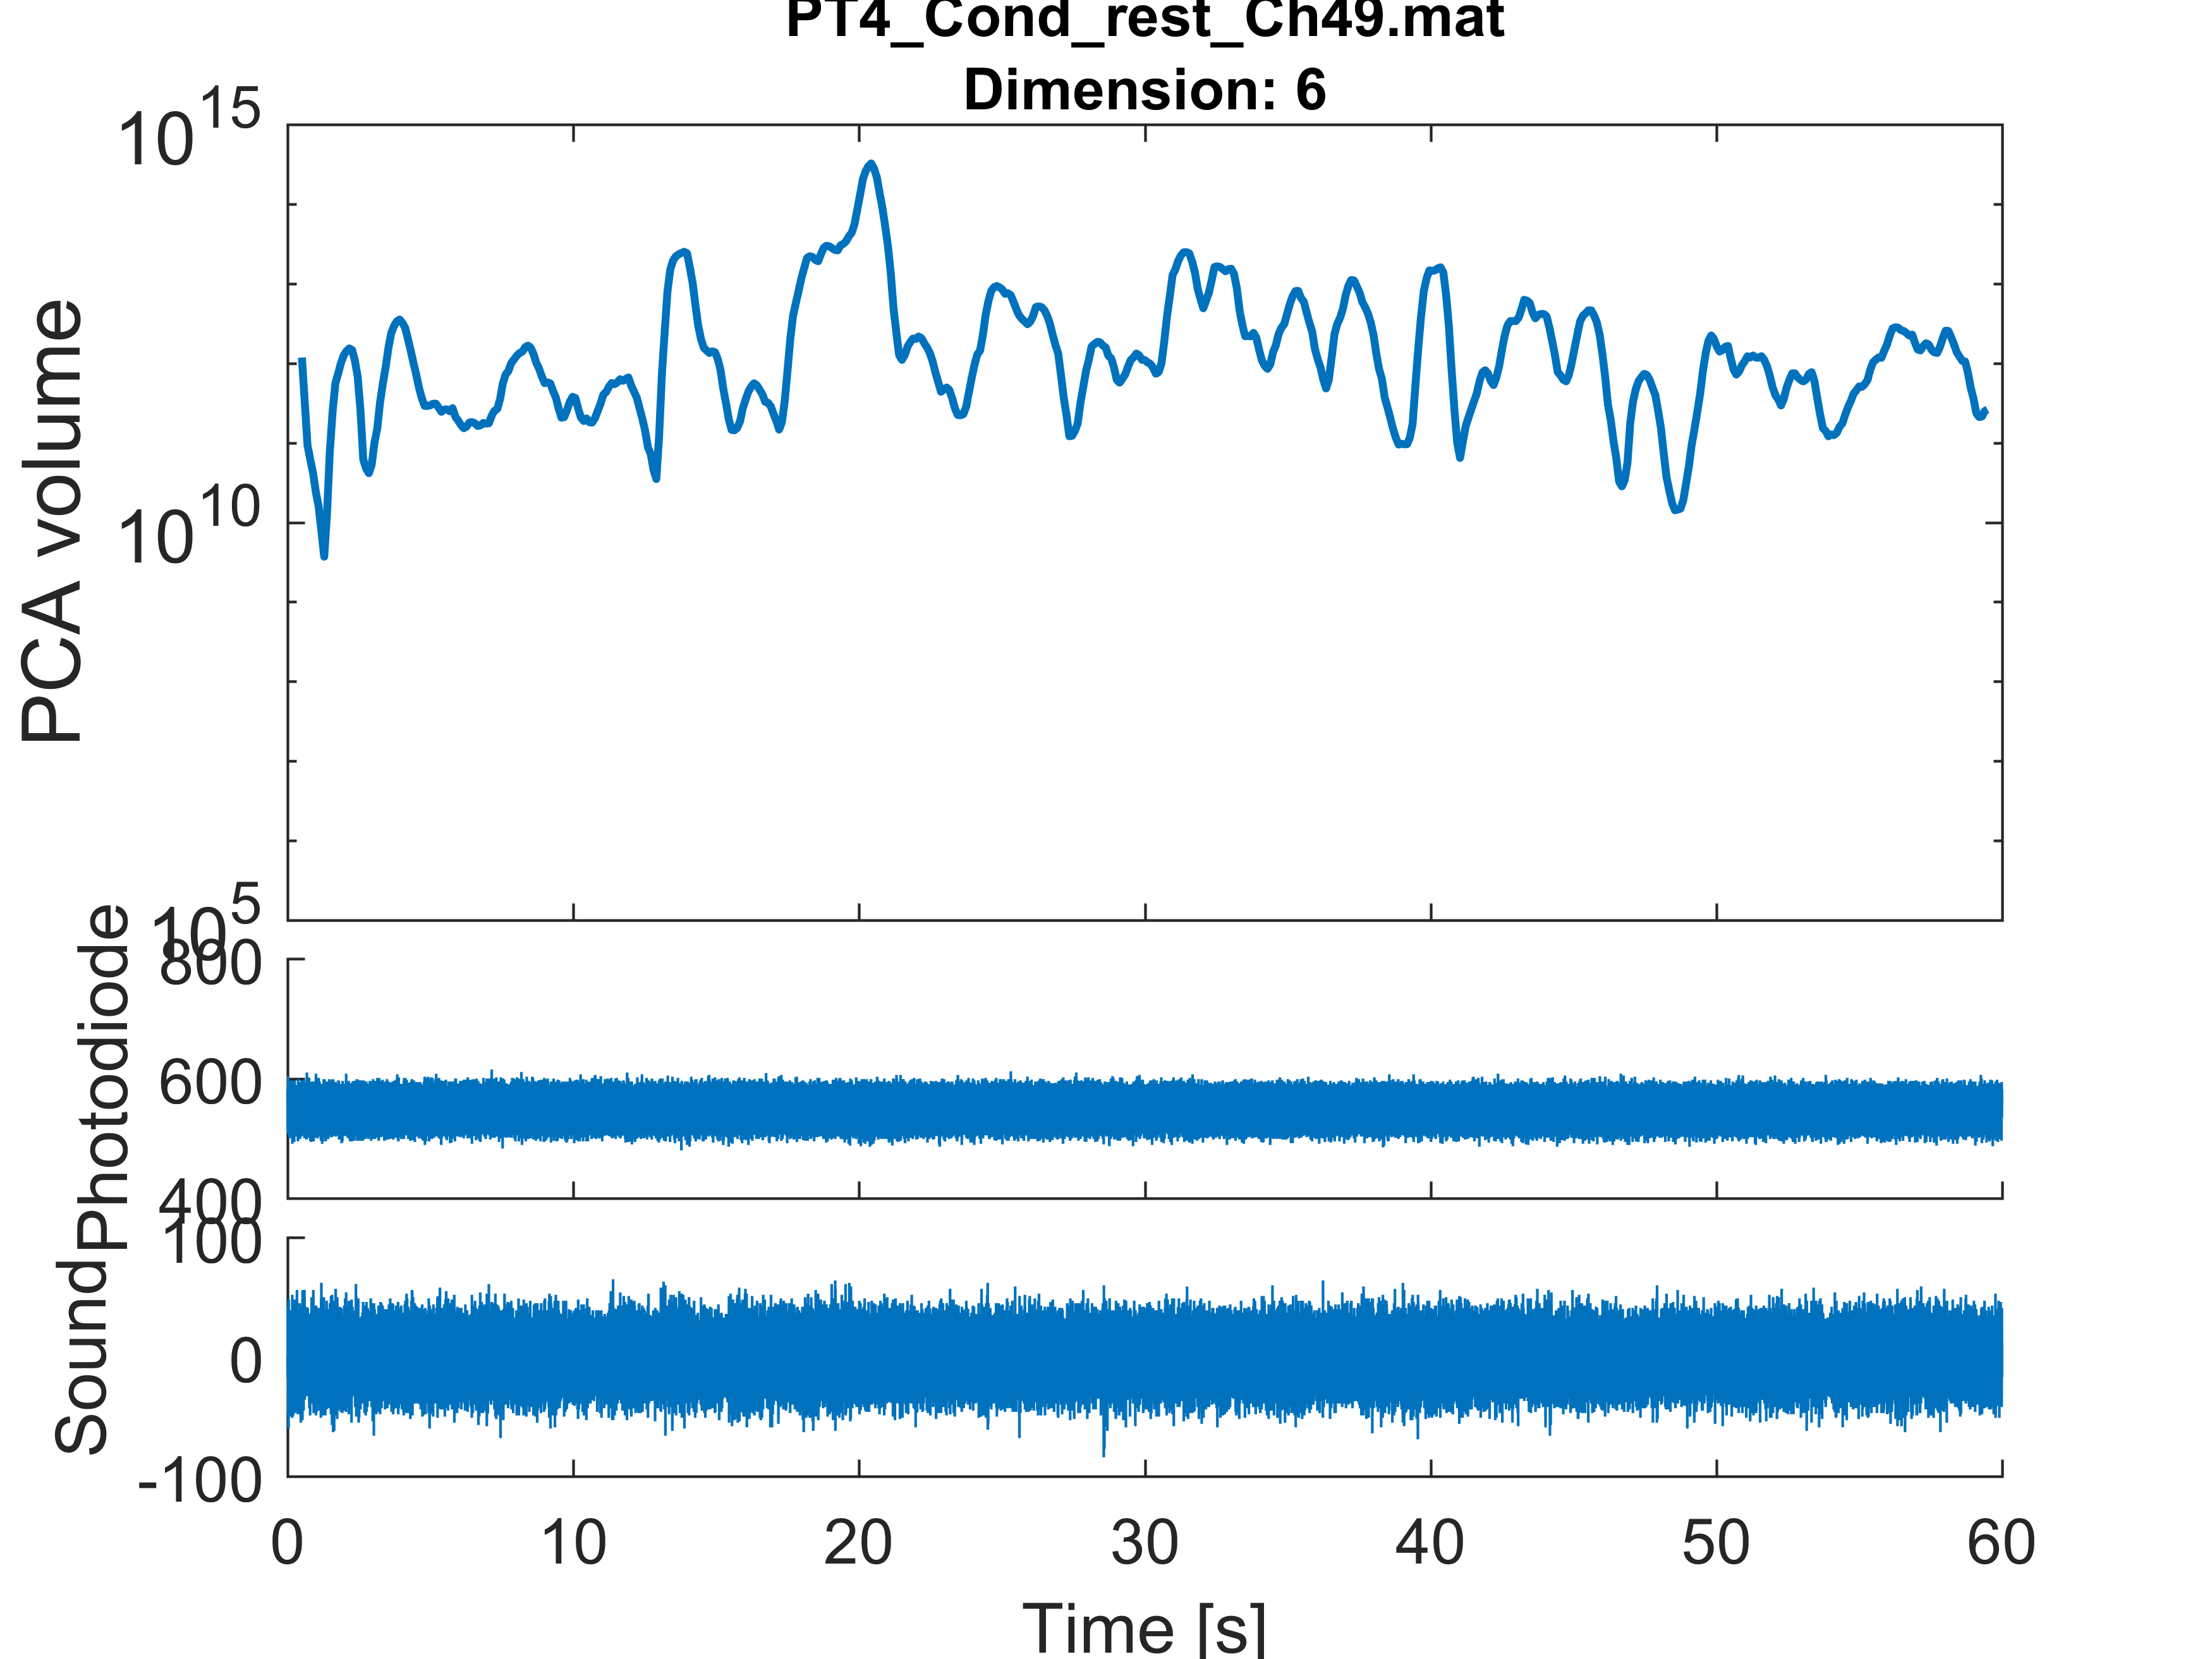 PT4_Cond_rest_Ch49.mat
Dimension: 6
PCA volume
10^15
10^10
10^5
Photodiode
800
600
400
Sound
100
0
-100
0 10 20 30 40 50 60
Time [s]